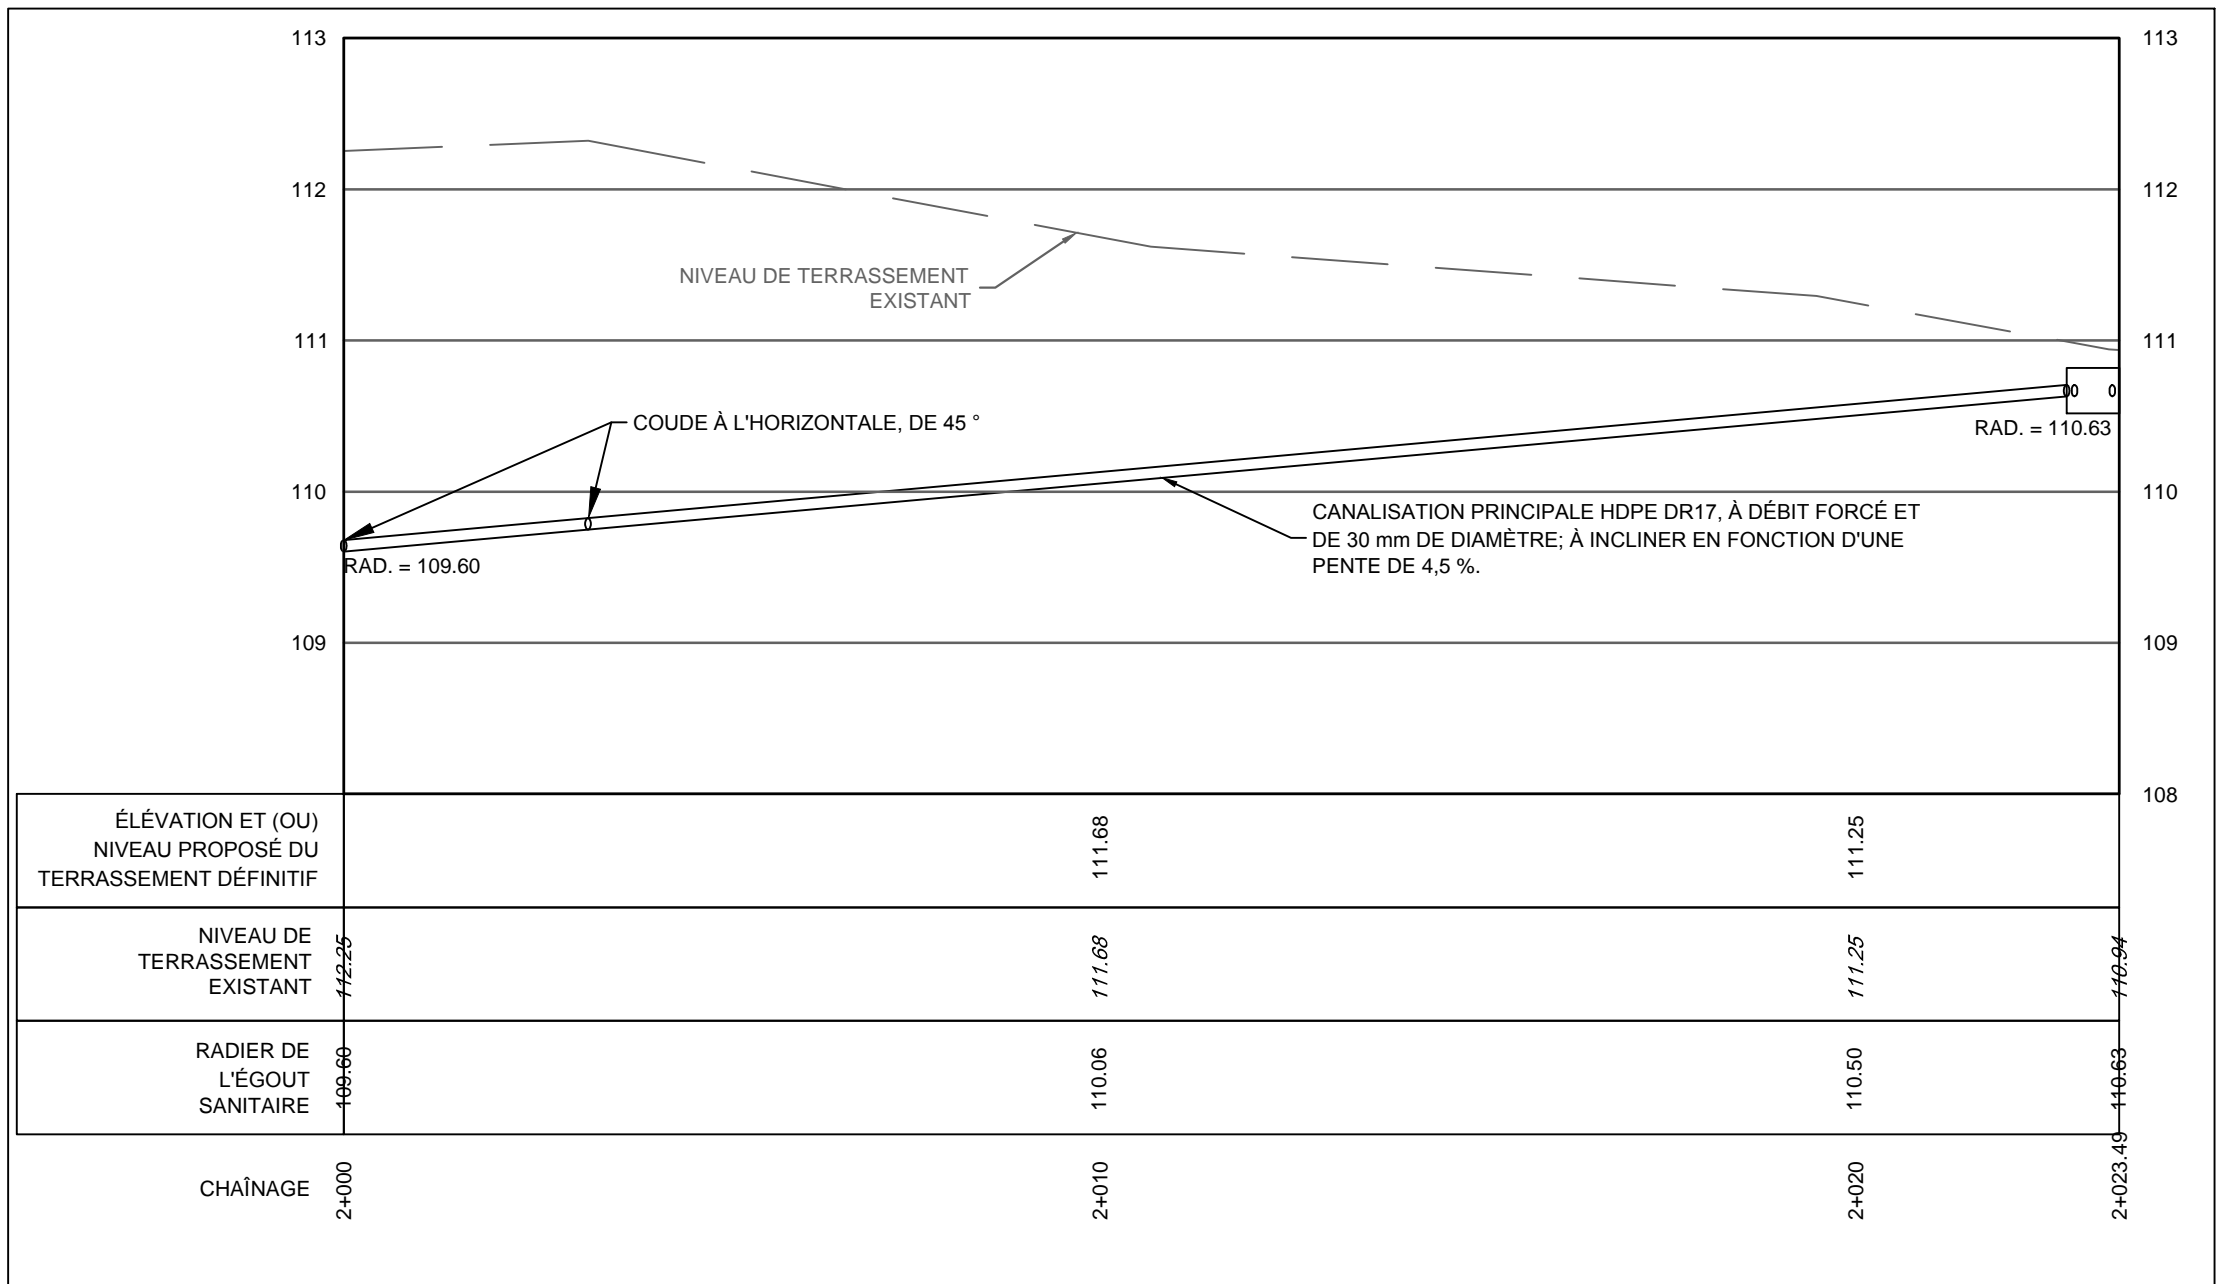 113
113
112
112
NIVEAU DE TERRASSEMENT
EXISTANT
111
111
COUDE À L'HORIZONTALE, DE 45 °
RAD. = 110.63
110
110
CANALISATION PRINCIPALE HDPE DR17, À DÉBIT FORCÉ ET
DE 30 mm DE DIAMÈTRE; À INCLINER EN FONCTION D'UNE
PENTE DE 4,5 %.
RAD. = 109.60
109
109
108
ÉLÉVATION ET (OU)
NIVEAU PROPOSÉ DU
TERRASSEMENT DÉFINITIF
111.68
111.25
NIVEAU DE
TERRASSEMENT
EXISTANT
112.25
111.68
111.25
110.94
RADIER DE
L'ÉGOUT
SANITAIRE
109.60
110.06
110.50
110.63
CHAÎNAGE
2+000
2+010
2+020
2+023.49